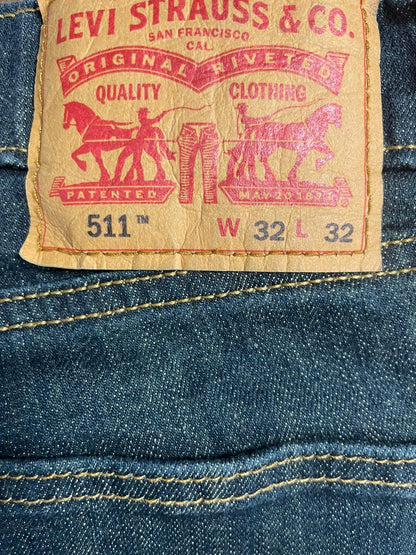 LEVI STRAUSS & CO.
SAN FRANCISCO
CAL.
ORIGINAL RIVETED
QUALITY CLOTHING
PATENTED MAY 20 1873
511™ W 32 L 32